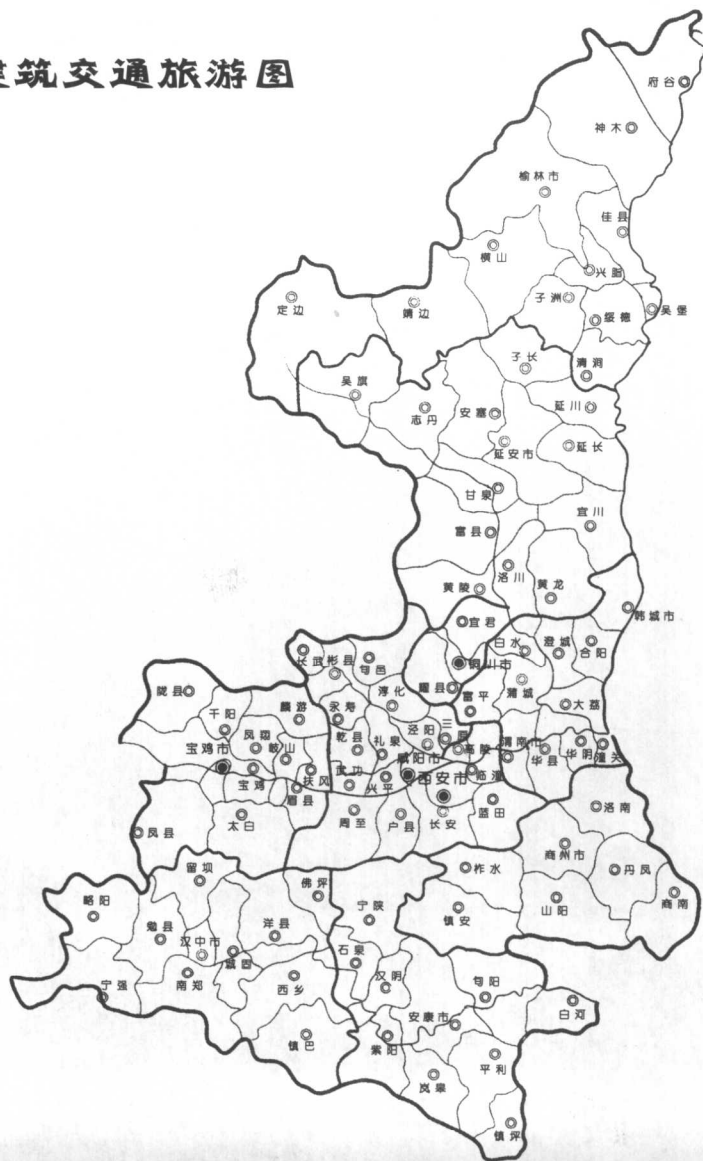 建筑交通旅游图
府谷
神木
榆林市
佳县
横山
兴脂
子洲
定边
靖边
绥德
吴堡
子长
清涧
吴旗
志丹
安塞
延川
延安市
延长
甘泉
宜川
富县
洛川
黄龙
黄陵
韩城市
宜君
白水
澄城
合阳
长武
彬县
旬邑
铜川市
陇县
麟游
永寿
淳化
耀县
富平
蒲城
大荔
千阳
凤翔
岐山
乾县
礼泉
泾阳
三原
高陵
渭南市
华县
华阴
潼关
宝鸡市
宝鸡
扶风
武功
兴平
咸阳市
西安市
临潼
眉县
凤县
太白
周至
户县
长安
蓝田
洛南
商州市
丹凤
留坝
佛坪
柞水
略阳
宁陕
镇安
山阳
商南
勉县
洋县
汉中市
城固
石泉
汉阴
旬阳
宁强
南郑
西乡
安康市
白河
镇巴
紫阳
岚皋
平利
镇坪